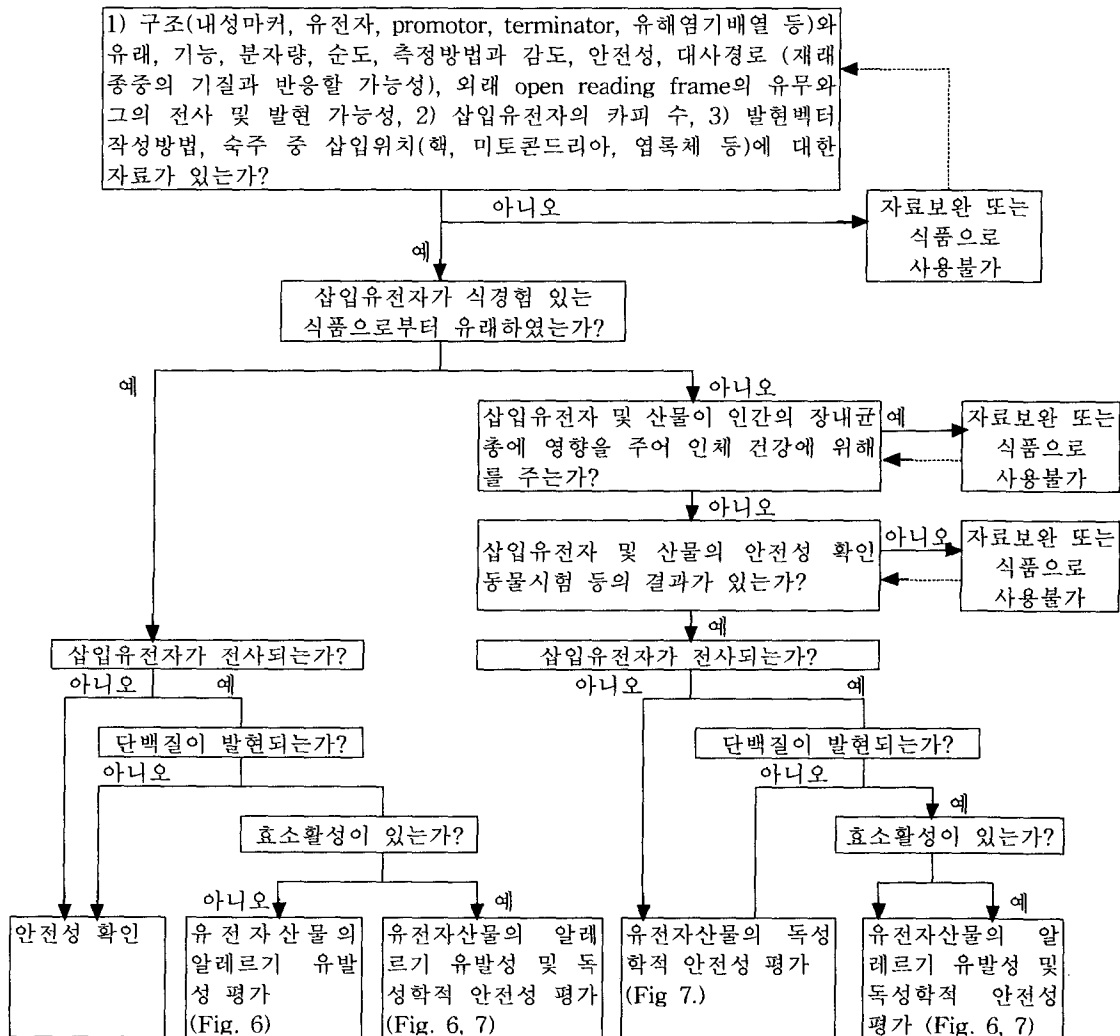 1) 구조(내성마커, 유전자, promotor, terminator, 유해염기배열 등)와
유래, 기능, 분자량, 순도, 측정방법과 감도, 안전성, 대사경로 (재래
종중의 기질과 반응할 가능성), 외래 open reading frame의 유무와
그의 전사 및 발현 가능성, 2) 삽입유전자의 카피 수, 3) 발현벡터
작성방법, 숙주 중 삽입위치(핵, 미토콘드리아, 엽록체 등)에 대한
자료가 있는가?
아니오
자료보완 또는
식품으로
사용불가
예
삽입유전자가 식경험 있는
식품으로부터 유래하였는가?
예
아니오
삽입유전자 및 산물이 인간의 장내균
총에 영향을 주어 인체 건강에 위해
를 주는가?
예
자료보완 또는
식품으로
사용불가
아니오
삽입유전자 및 산물의 안전성 확인
동물시험 등의 결과가 있는가?
아니오
자료보완 또는
식품으로
사용불가
예
삽입유전자가 전사되는가?
삽입유전자가 전사되는가?
아니오
예
아니오
예
단백질이 발현되는가?
단백질이 발현되는가?
아니오
아니오
예
효소활성이 있는가?
효소활성이 있는가?
아니오
예
예
안전성 확인
유전자산물의
알레르기 유발
성 평가
(Fig. 6)
유전자산물의 알레
르기 유발성 및 독
성학적 안전성 평가
(Fig. 6, 7)
유전자산물의 독성
학적 안전성 평가
(Fig 7.)
유전자산물의 알
레르기 유발성 및
독성학적 안전성
평가 (Fig. 6, 7)